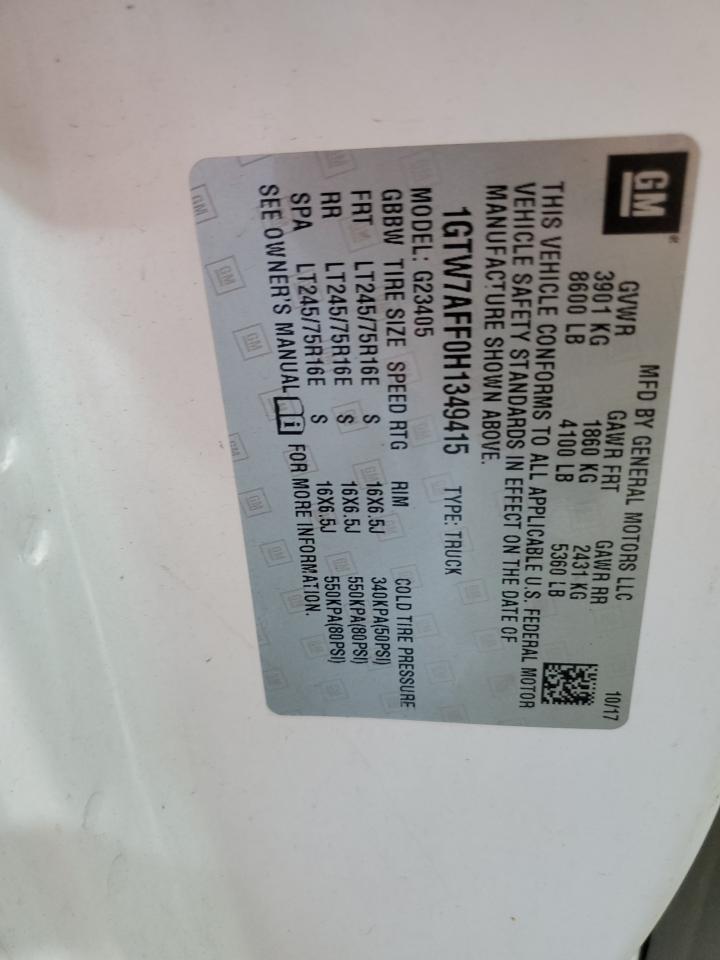 GM
MFD BY GENERAL MOTORS LLC
10/17
GVWR GAWR FRT GAWR RR
3901 KG 1860 KG 2431 KG
8600 LB 4100 LB 5360 LB
THIS VEHICLE CONFORMS TO ALL APPLICABLE U.S. FEDERAL MOTOR
VEHICLE SAFETY STANDARDS IN EFFECT ON THE DATE OF
MANUFACTURE SHOWN ABOVE.
1GTW7AFF0H1349415 TYPE: TRUCK
MODEL: G23405
GBBW TIRE SIZE SPEED RTG RIM COLD TIRE PRESSURE
FRT LT245/75R16E S 16X6.5J 340KPA(50PSI)
RR LT245/75R16E S 16X6.5J 550KPA(80PSI)
SPA LT245/75R16E S 16X6.5J 550KPA(80PSI)
SEE OWNER'S MANUAL i FOR MORE INFORMATION.